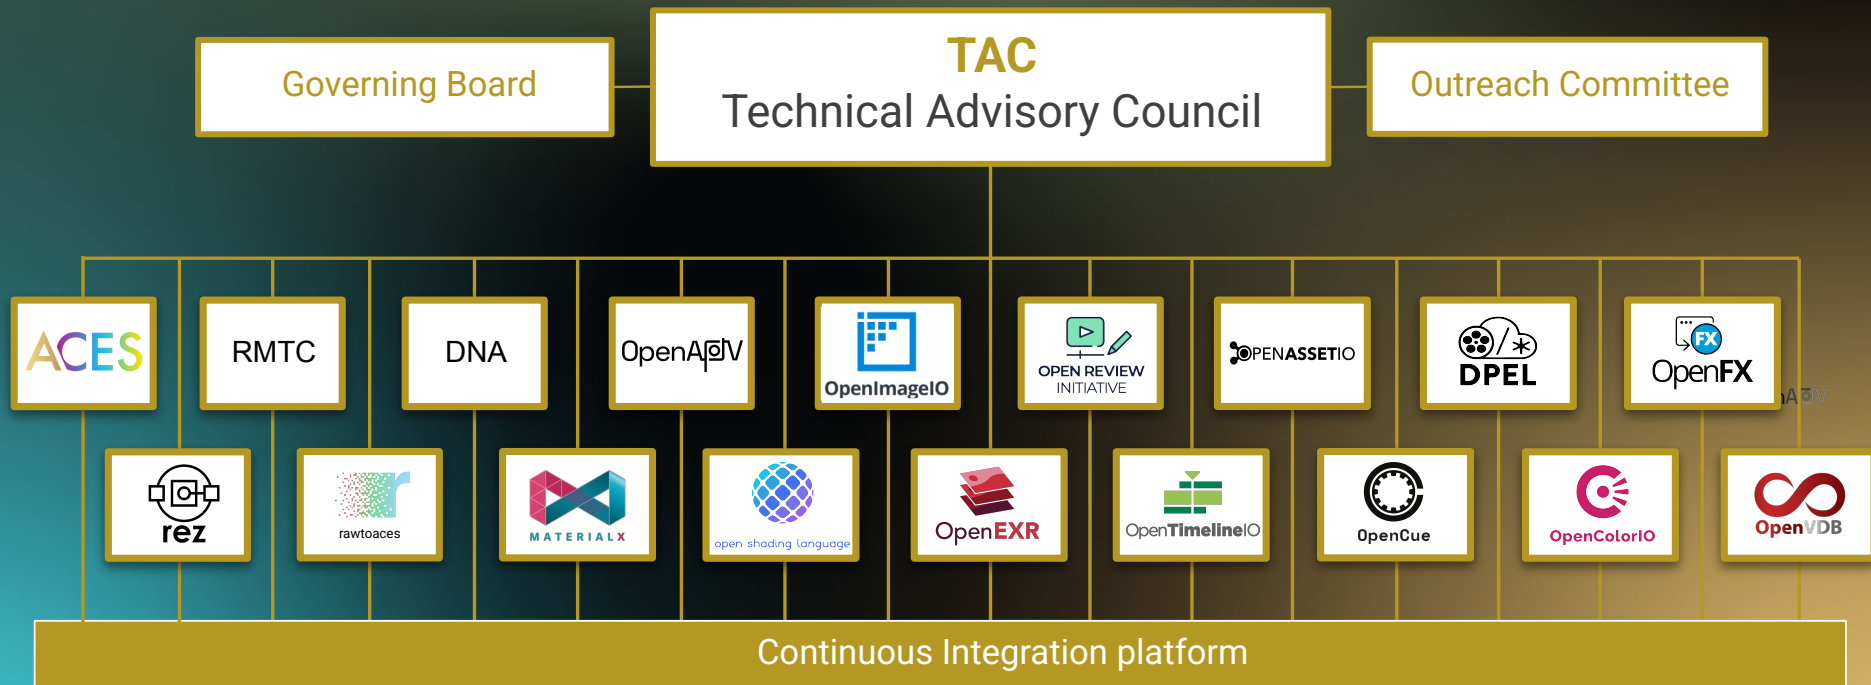 Governing Board
TAC
Technical Advisory Council
Outreach Committee
ACES
RMTC
DNA
OpenAPV
OpenImageIO
OPEN REVIEW
INITIATIVE
OPENASSETIO
DPEL
FX
OpenFX
rez
r
rawtoaces
MATERIALX
open shading language
OpenEXR
OpenTimelineIO
OpenCue
OpenColorIO
OpenVDB
Continuous Integration platform